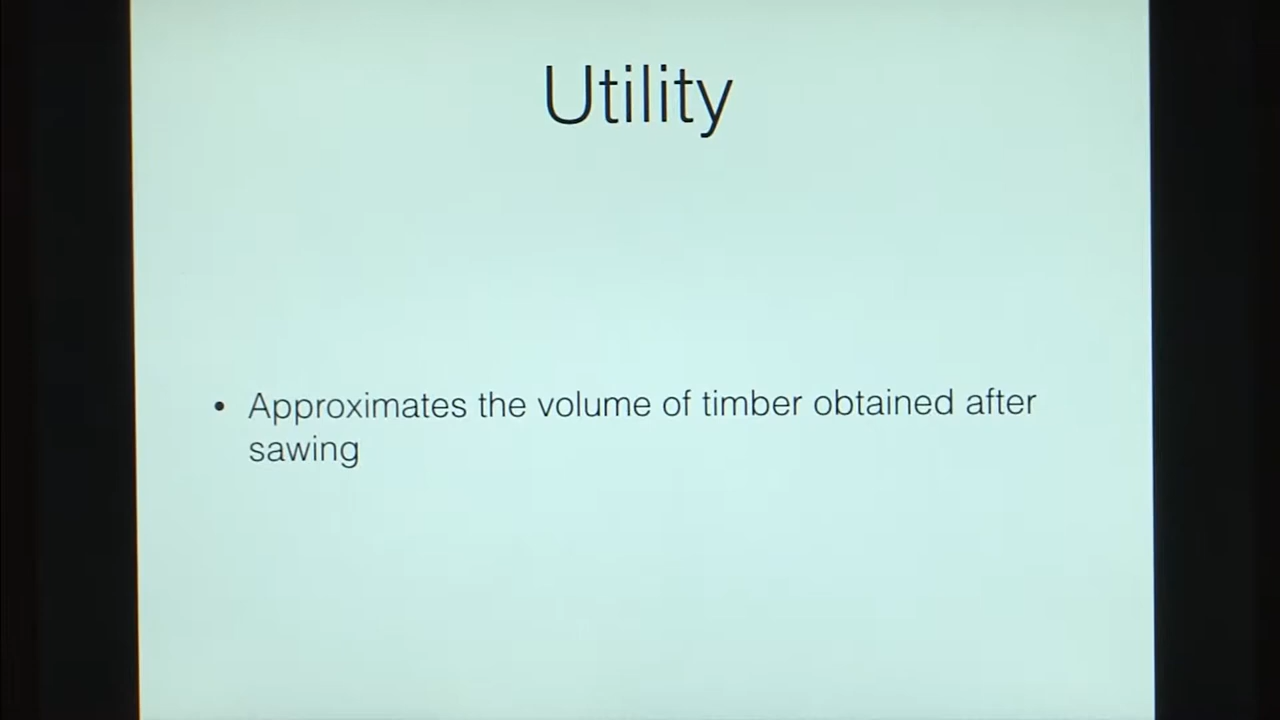 Utility
• Approximates the volume of timber obtained after
sawing